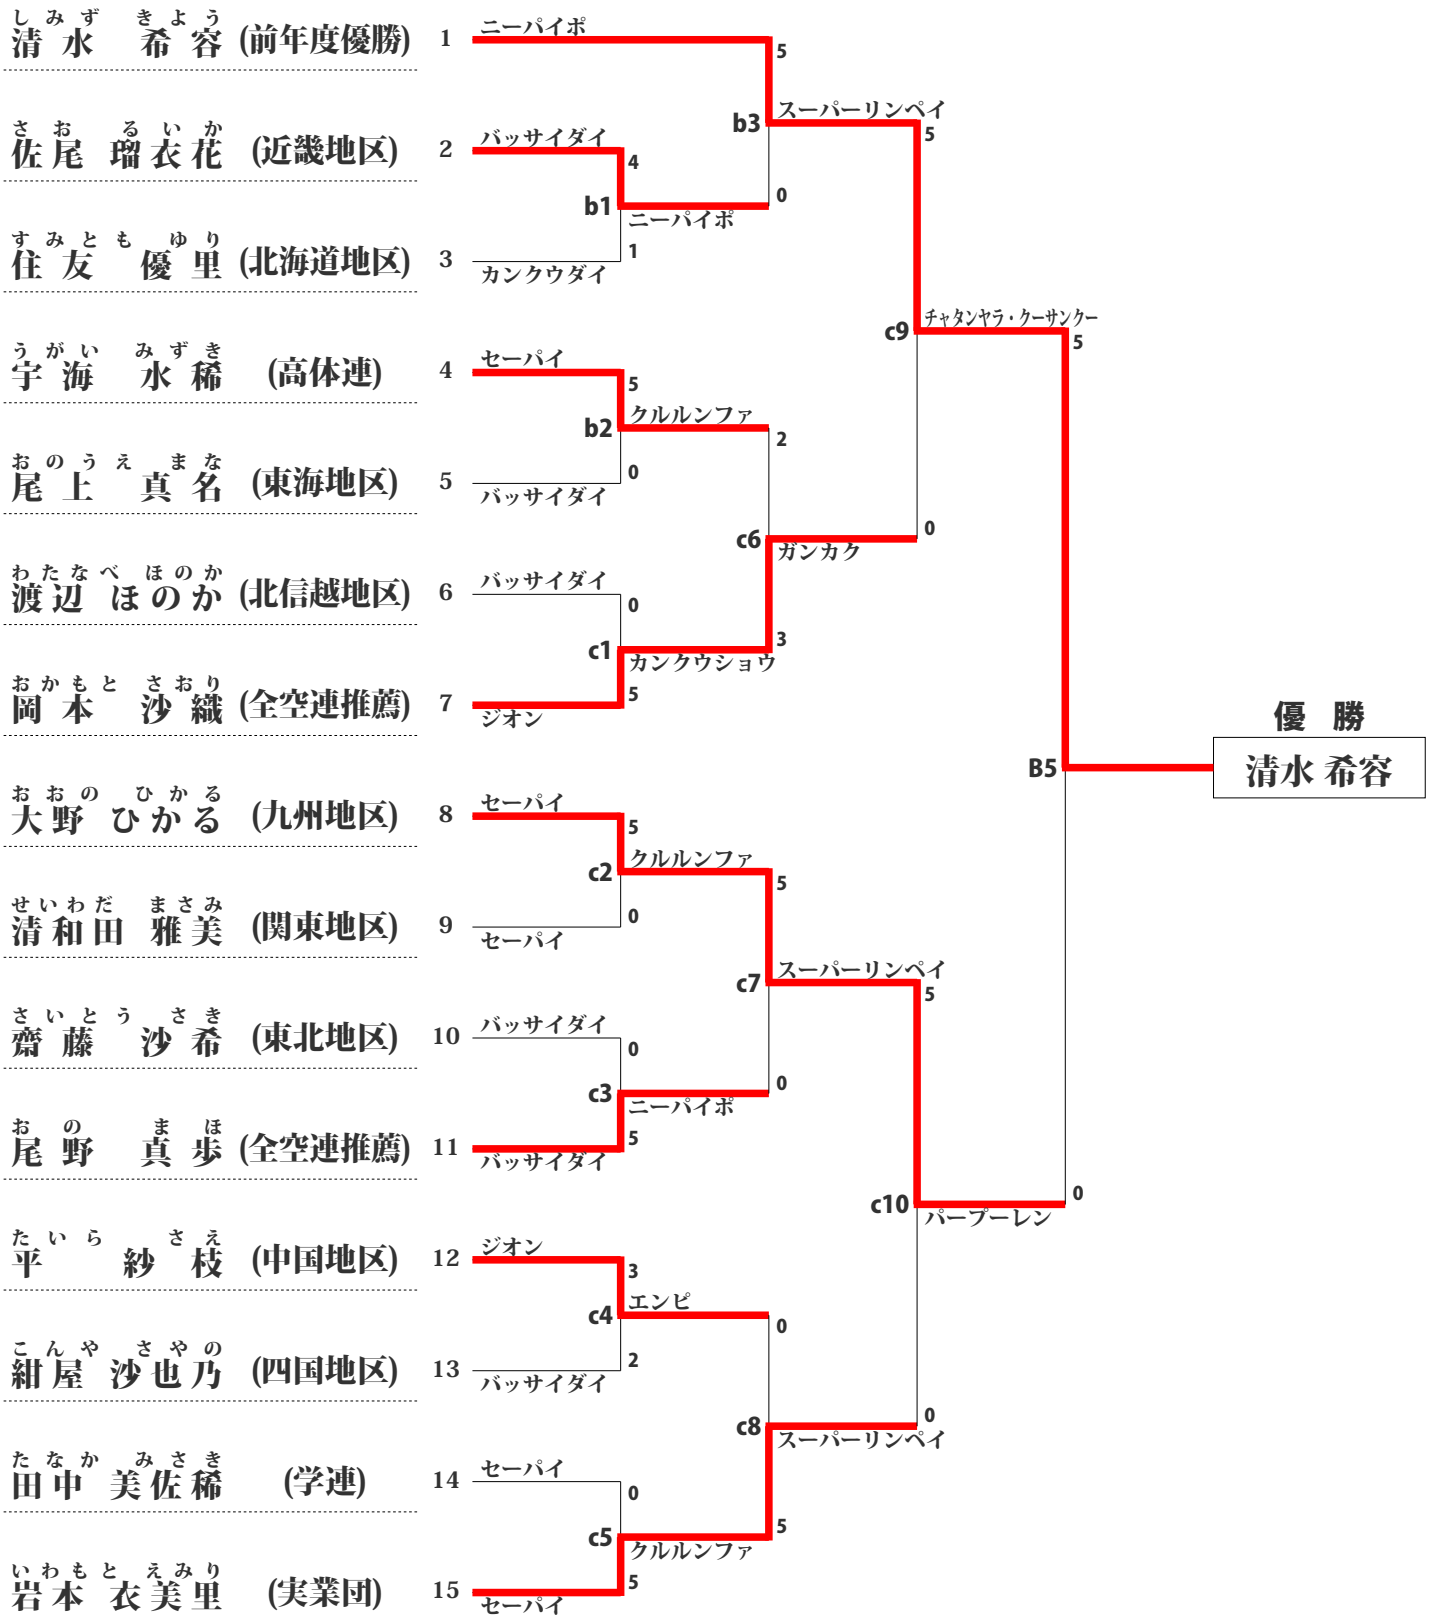 しみず きよう
清水 希容 (前年度優勝) 1 ニーパイポ
5
さお るいか
佐尾 瑠衣花 (近畿地区) 2 バッサイダイ
4
b3 スーパーリンペイ
5
b1 ニーパイポ
0
すみとも ゆり
住友 優里 (北海道地区) 3 カンクウダイ
1
c9 チャタンヤラ・クーサンクー
5
うがい みずき
宇海 水稀 (高体連) 4 セーパイ
5
b2 クルルンファ
2
おのうえ まな
尾上 真名 (東海地区) 5 バッサイダイ
0
c6 ガンカク
0
わたなべ ほのか
渡辺 ほのか (北信越地区) 6 バッサイダイ
0
c1 カンクウショウ
3
おかもと さおり
岡本 沙織 (全空連推薦) 7 ジオン
5
優勝
B5 清水 希容
おおの ひかる
大野 ひかる (九州地区) 8 セーパイ
5
c2 クルルンファ
5
せいわだ まさみ
清和田 雅美 (関東地区) 9 セーパイ
0
c7 スーパーリンペイ
5
さいとう さき
齋藤 沙希 (東北地区) 10 バッサイダイ
0
c3 ニーパイポ
0
おの まほ
尾野 真歩 (全空連推薦) 11 バッサイダイ
5
c10 パープーレン
0
たいら さえ
平 紗枝 (中国地区) 12 ジオン
3
c4 エンピ
0
こんや さやの
紺屋 沙也乃 (四国地区) 13 バッサイダイ
2
c8 スーパーリンペイ
0
たなか みさき
田中 美佐稀 (学連) 14 セーパイ
0
c5 クルルンファ
5
いわもと えみり
岩本 衣美里 (実業団) 15 セーパイ
5